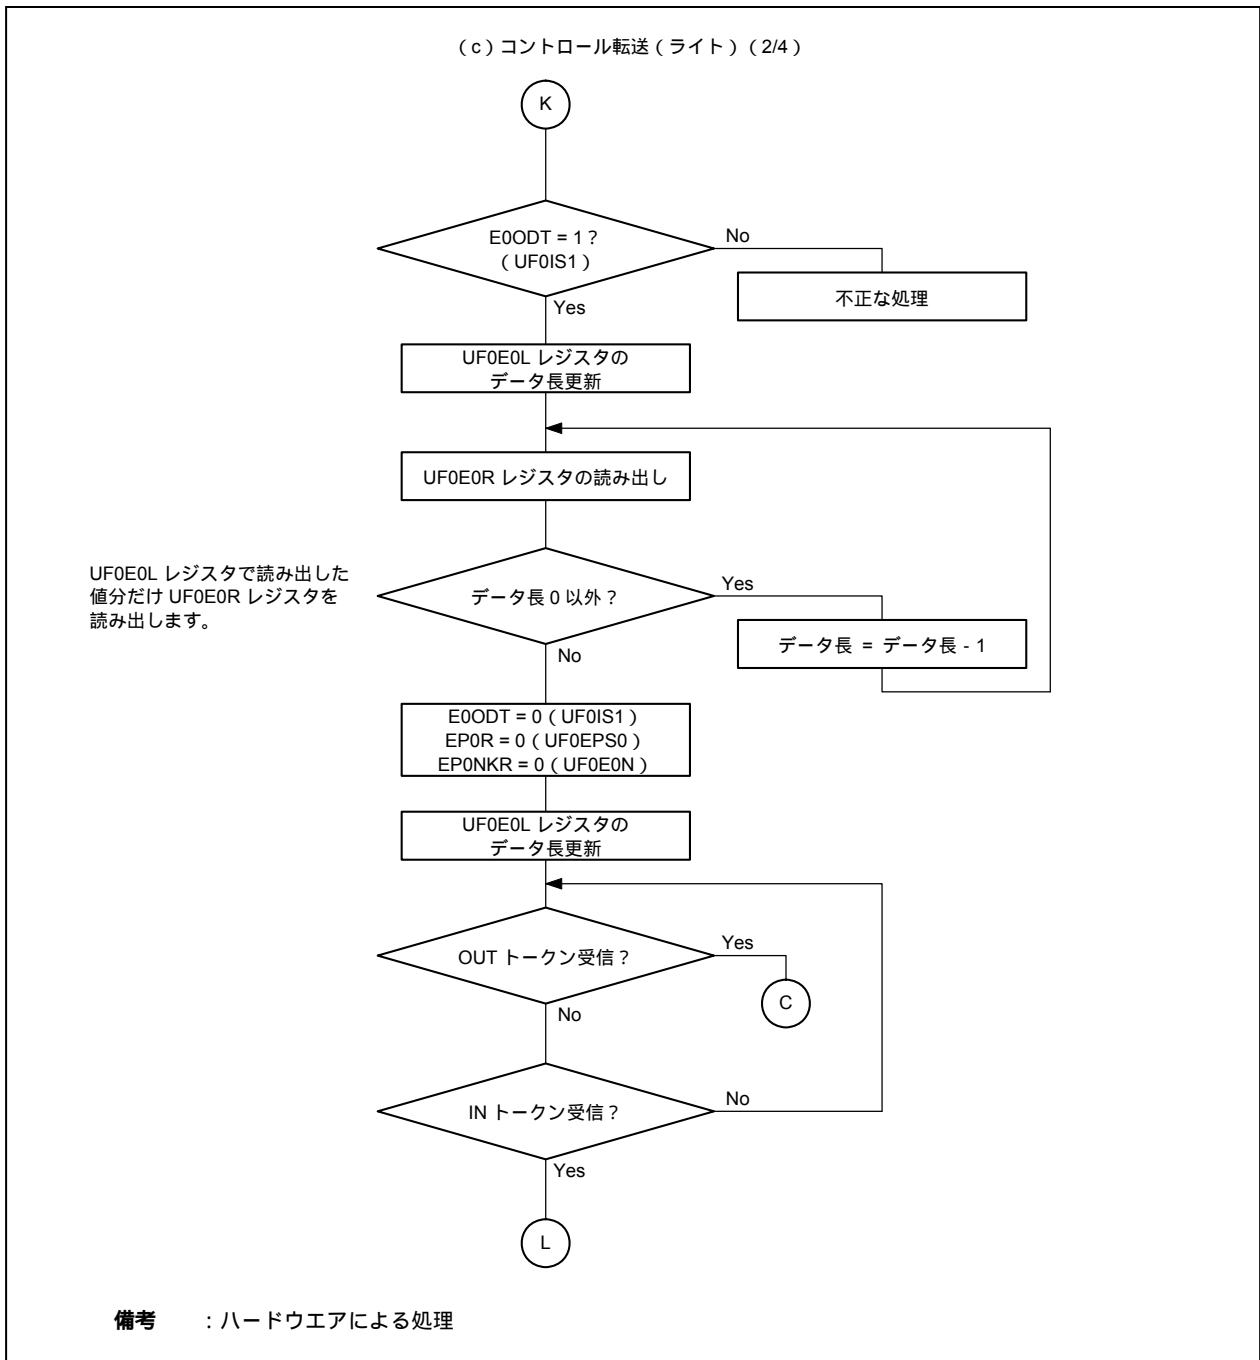 （c）コントロール転送（ライト）（2/4）
K
E0ODT = 1？
（UF0IS1）
No
不正な処理
Yes
UF0E0L レジスタの
データ長更新
UF0E0R レジスタの読み出し
UF0E0L レジスタで読み出した
値分だけ UF0E0R レジスタを
読み出します。
データ長 0 以外？
Yes
データ長 = データ長 - 1
No
E0ODT = 0（UF0IS1）
EP0R = 0（UF0EPS0）
EP0NKR = 0（UF0E0N）
UF0E0L レジスタの
データ長更新
OUT トークン受信？
Yes
C
No
IN トークン受信？
No
Yes
L
備考　：ハードウエアによる処理